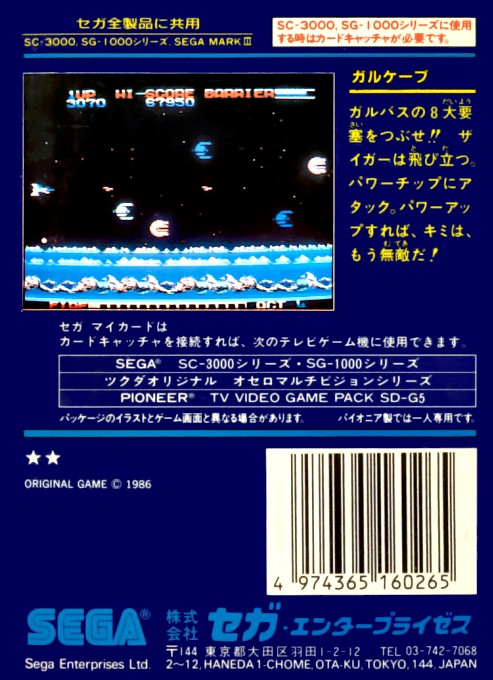 セガ全製品に共用
SC-3000, SG-1000シリーズ, SEGA MARK III
SC-3000, SG-1000シリーズに使用
する時はカードキャッチャが必要です。
1UP HI-SCORE BARRIER
3070 67950
ガルケーブ
ガルバスの8大要
塞をつぶせ!! ザ
イガーは飛び立つ。
パワーチップにア
タック。パワーアッ
プすれば、キミは、
もう無敵だ!
セガ マイカードは
カードキャッチャを接続すれば、次のテレビゲーム機に使用できます。
SEGA® SC-3000シリーズ・SG-1000シリーズ
ツクダオリジナル オセロマルチビジョンシリーズ
PIONEER® TV VIDEO GAME PACK SD-G5
パッケージのイラストとゲーム画面と異なる場合があります。 パイオニア製では一人専用です。
★★
ORIGINAL GAME © 1986
4 974365 160265
SEGA® 株式会社 セガ・エンタープライゼス
〒144 東京都大田区羽田1-2-12 TEL 03-742-7068
Sega Enterprises Ltd. 2〜12, HANEDA 1-CHOME, OTA-KU, TOKYO, 144, JAPAN